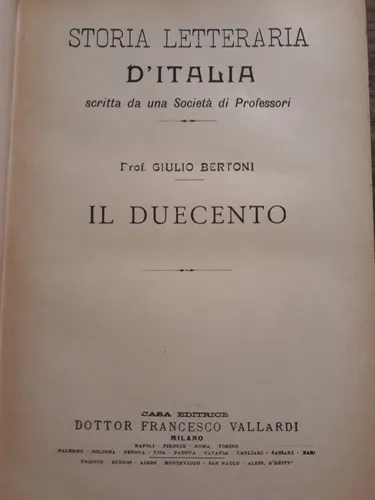 STORIA LETTERARIA
D'ITALIA
scritta da una Società di Professori
Prof. GIULIO BERTONI
IL DUECENTO
CASA EDITRICE
DOTTOR FRANCESCO VALLARDI
MILANO
NAPOLI - FIRENZE - ROMA TORINO
PALERMO - BOLOGNA - GENOVA - PISA - PADOVA CATANIA CAGLIARI - SASSARI - BARI
TRIESTE BUENOS - AIRES MONTEVIDEO - SAN PAULO - ALESS. D'EGITTO